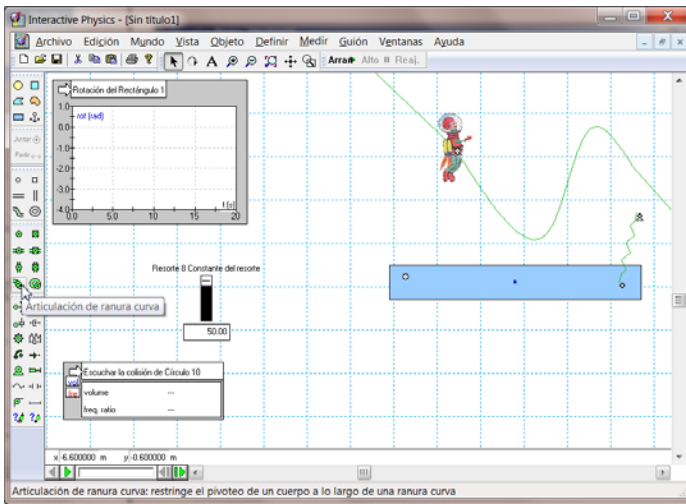 Interactive Physics - [Sin título1]
Archivo Edición Mundo Vista Objeto Definir Medir Guión Ventanas Ayuda
A Arran Alto Reaj.
Rotación del Rectángulo 1
1.0 rot (rad)
0.0
-2.0
-3.0
-4.0 t [s]
0.0 5.0 10 15 20
Juntar
Partir
Resorte 8 Constante del resorte
50.00
Articulación de ranura curva
Escuchar la colisión de Círculo 10
vol volume ---
freq. ratio ---
x -6.600000 m y -0.600000 m
Articulación de ranura curva: restringe el pivoteo de un cuerpo a lo largo de una ranura curva